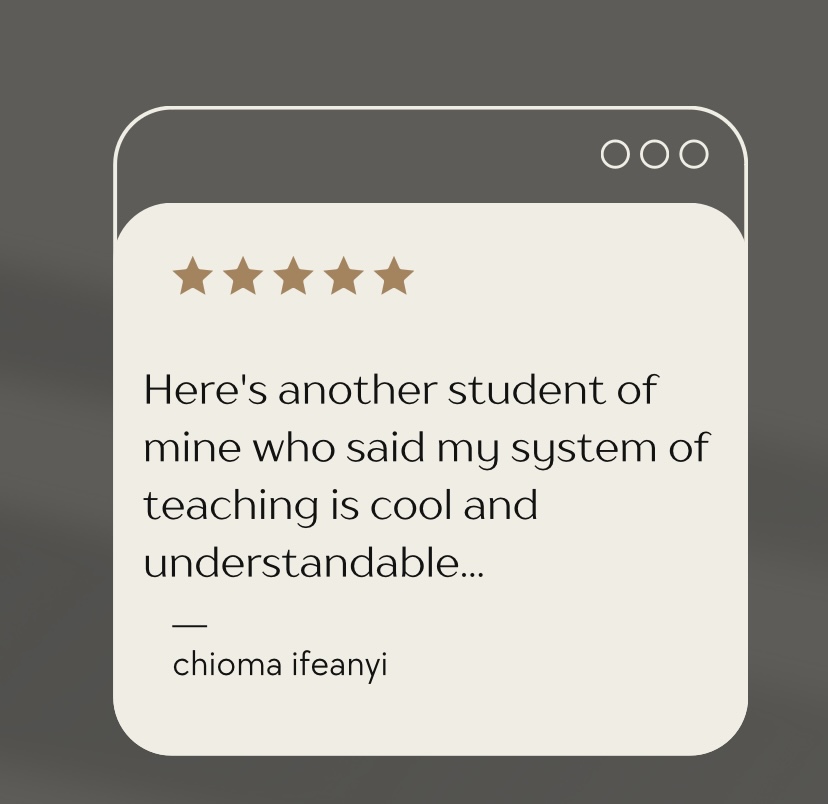 Here's another student of
mine who said my system of
teaching is cool and
understandable...
—
chioma ifeanyi